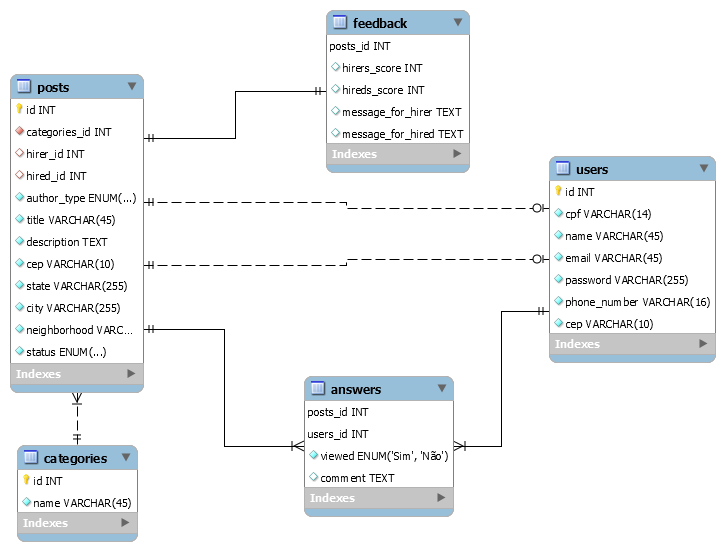 feedback
posts_id INT
hirers_score INT
hireds_score INT
message_for_hirer TEXT
message_for_hired TEXT
Indexes
posts
id INT
categories_id INT
hirer_id INT
hired_id INT
author_type ENUM(...)
title VARCHAR(45)
description TEXT
cep VARCHAR(10)
state VARCHAR(255)
city VARCHAR(255)
neighborhood VARC...
status ENUM(...)
Indexes
users
id INT
cpf VARCHAR(14)
name VARCHAR(45)
email VARCHAR(45)
password VARCHAR(255)
phone_number VARCHAR(16)
cep VARCHAR(10)
Indexes
answers
posts_id INT
users_id INT
viewed ENUM('Sim', 'Não')
comment TEXT
Indexes
categories
id INT
name VARCHAR(45)
Indexes